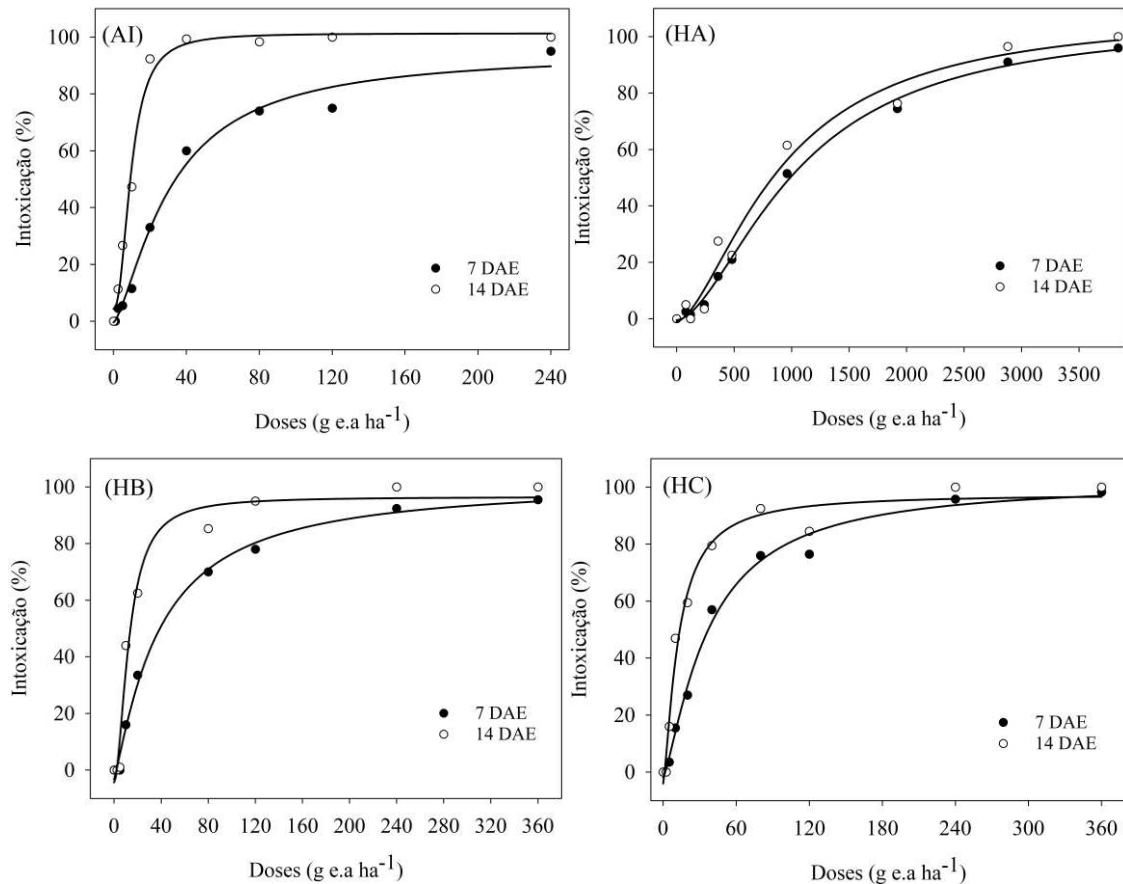 (AI)
Intoxicação (%)
100
80
60
40
20
0
7 DAE
14 DAE
0 40 80 120 160 200 240
Doses (g e.a ha⁻¹)
(HA)
Intoxicação (%)
100
80
60
40
20
0
7 DAE
14 DAE
0 500 1000 1500 2000 2500 3000 3500
Doses (g e.a ha⁻¹)
(HB)
Intoxicação (%)
100
80
60
40
20
0
7 DAE
14 DAE
0 40 80 120 160 200 240 280 320 360
Doses (g e.a ha⁻¹)
(HC)
Intoxicação (%)
100
80
60
40
20
0
7 DAE
14 DAE
0 60 120 180 240 300 360
Doses (g e.a ha⁻¹)